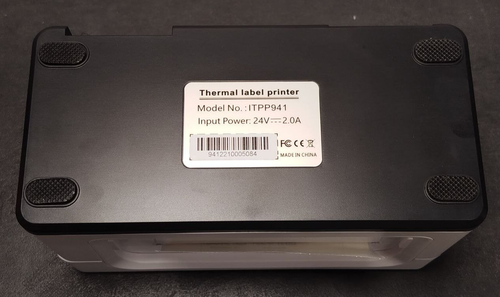 Thermal label printer
Model No. : ITPP941
Input Power: 24V⎓2.0A
FC CE
9412210005084
MADE IN CHINA